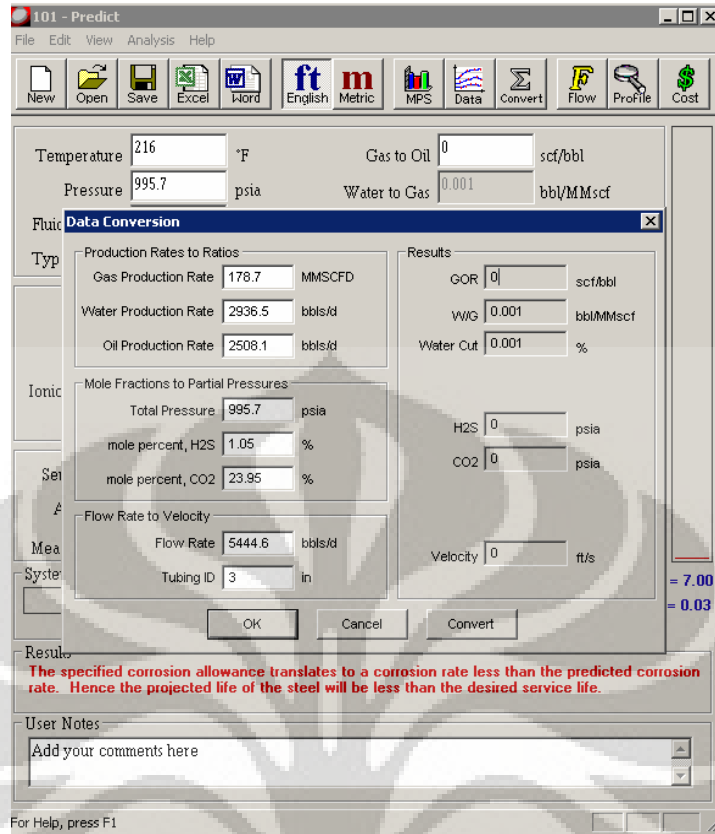 101 - Predict
File Edit View Analysis Help
New Open Save Excel Word ft English m Metric MPS Data Convert Flow ProFile Cost
Temperature 216 °F Gas to Oil 0 scf/bbl
Pressure 995.7 psia Water to Gas 0.001 bbl/MMscf
Fluid
Typ
Data Conversion
Production Rates to Ratios
Gas Production Rate 178.7 MMSCFD
Water Production Rate 2936.5 bbls/d
Oil Production Rate 2508.1 bbls/d
Mole Fractions to Partial Pressures
Total Pressure 995.7 psia
mole percent, H2S 1.05 %
mole percent, CO2 23.95 %
Flow Rate to Velocity
Flow Rate 5444.6 bbls/d
Tubing ID 3 in
Results
GOR 0 scf/bbl
W/G 0.001 bbl/MMscf
Water Cut 0.001 %
H2S 0 psia
CO2 0 psia
Velocity 0 ft/s
OK Cancel Convert
Ionic
Ser
A
Mea
Syste
= 7.00
= 0.03
Results
The specified corrosion allowance translates to a corrosion rate less than the predicted corrosion
rate. Hence the projected life of the steel will be less than the desired service life.
User Notes
Add your comments here
For Help, press F1